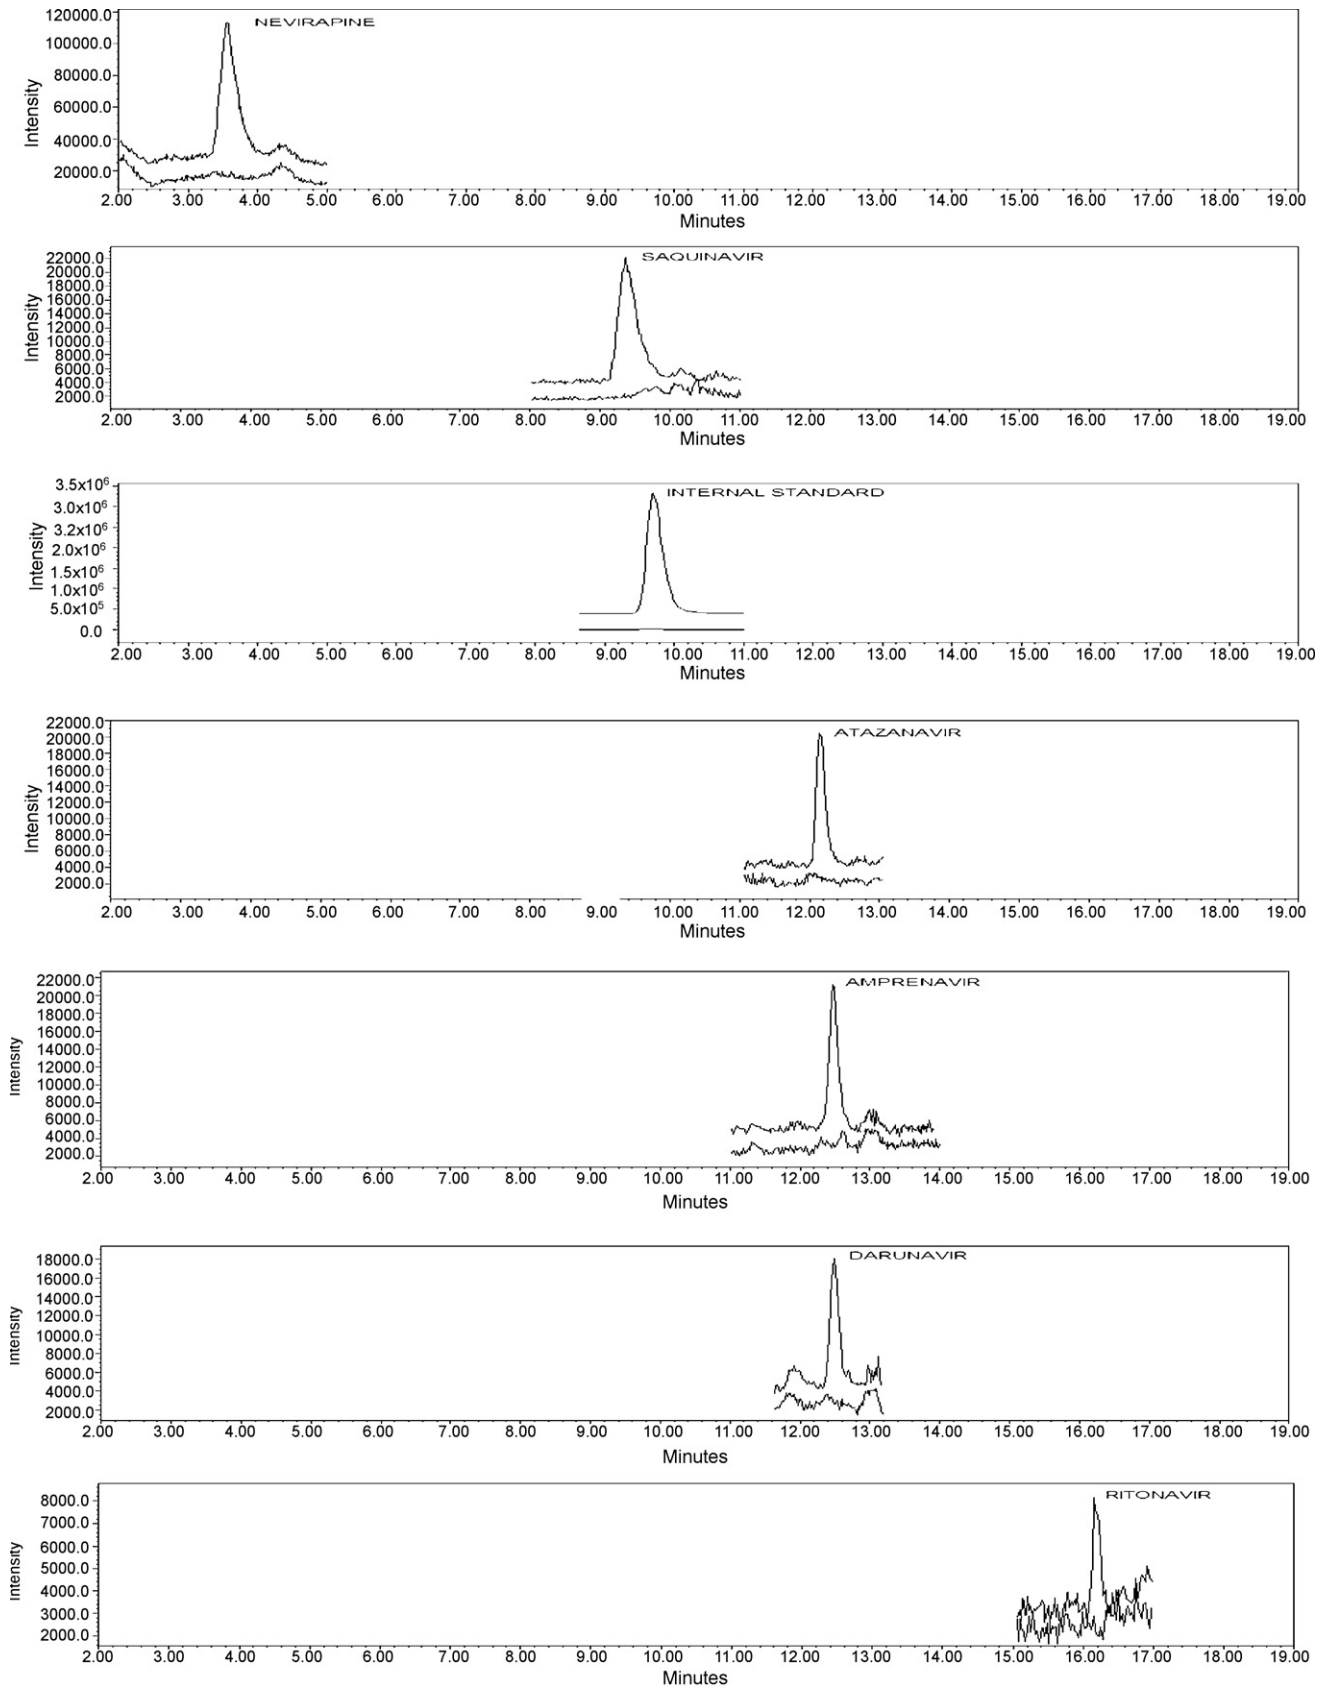 NEVIRAPINE
Intensity
120000.0
100000.0
80000.0
60000.0
40000.0
20000.0
2.00 3.00 4.00 5.00 6.00 7.00 8.00 9.00 10.00 11.00 12.00 13.00 14.00 15.00 16.00 17.00 18.00 19.00
Minutes
SAQUINAVIR
Intensity
22000.0
20000.0
18000.0
16000.0
14000.0
12000.0
10000.0
8000.0
6000.0
4000.0
2000.0
2.00 3.00 4.00 5.00 6.00 7.00 8.00 9.00 10.00 11.00 12.00 13.00 14.00 15.00 16.00 17.00 18.00 19.00
Minutes
INTERNAL STANDARD
Intensity
3.5x10⁶
3.0x10⁶
3.2x10⁶
2.0x10⁶
1.5x10⁶
1.0x10⁶
5.0x10⁵
0.0
2.00 3.00 4.00 5.00 6.00 7.00 8.00 9.00 10.00 11.00 12.00 13.00 14.00 15.00 16.00 17.00 18.00 19.00
Minutes
ATAZANAVIR
Intensity
22000.0
20000.0
18000.0
16000.0
14000.0
12000.0
10000.0
8000.0
6000.0
4000.0
2000.0
2.00 3.00 4.00 5.00 6.00 7.00 8.00 9.00 10.00 11.00 12.00 13.00 14.00 15.00 16.00 17.00 18.00 19.00
Minutes
AMPRENAVIR
Intensity
22000.0
20000.0
18000.0
16000.0
14000.0
12000.0
10000.0
8000.0
6000.0
4000.0
2000.0
2.00 3.00 4.00 5.00 6.00 7.00 8.00 9.00 10.00 11.00 12.00 13.00 14.00 15.00 16.00 17.00 18.00 19.00
Minutes
DARUNAVIR
Intensity
18000.0
16000.0
14000.0
12000.0
10000.0
8000.0
6000.0
4000.0
2000.0
2.00 3.00 4.00 5.00 6.00 7.00 8.00 9.00 10.00 11.00 12.00 13.00 14.00 15.00 16.00 17.00 18.00 19.00
Minutes
RITONAVIR
Intensity
8000.0
7000.0
6000.0
5000.0
4000.0
3000.0
2000.0
2.00 3.00 4.00 5.00 6.00 7.00 8.00 9.00 10.00 11.00 12.00 13.00 14.00 15.00 16.00 17.00 18.00 19.00
Minutes